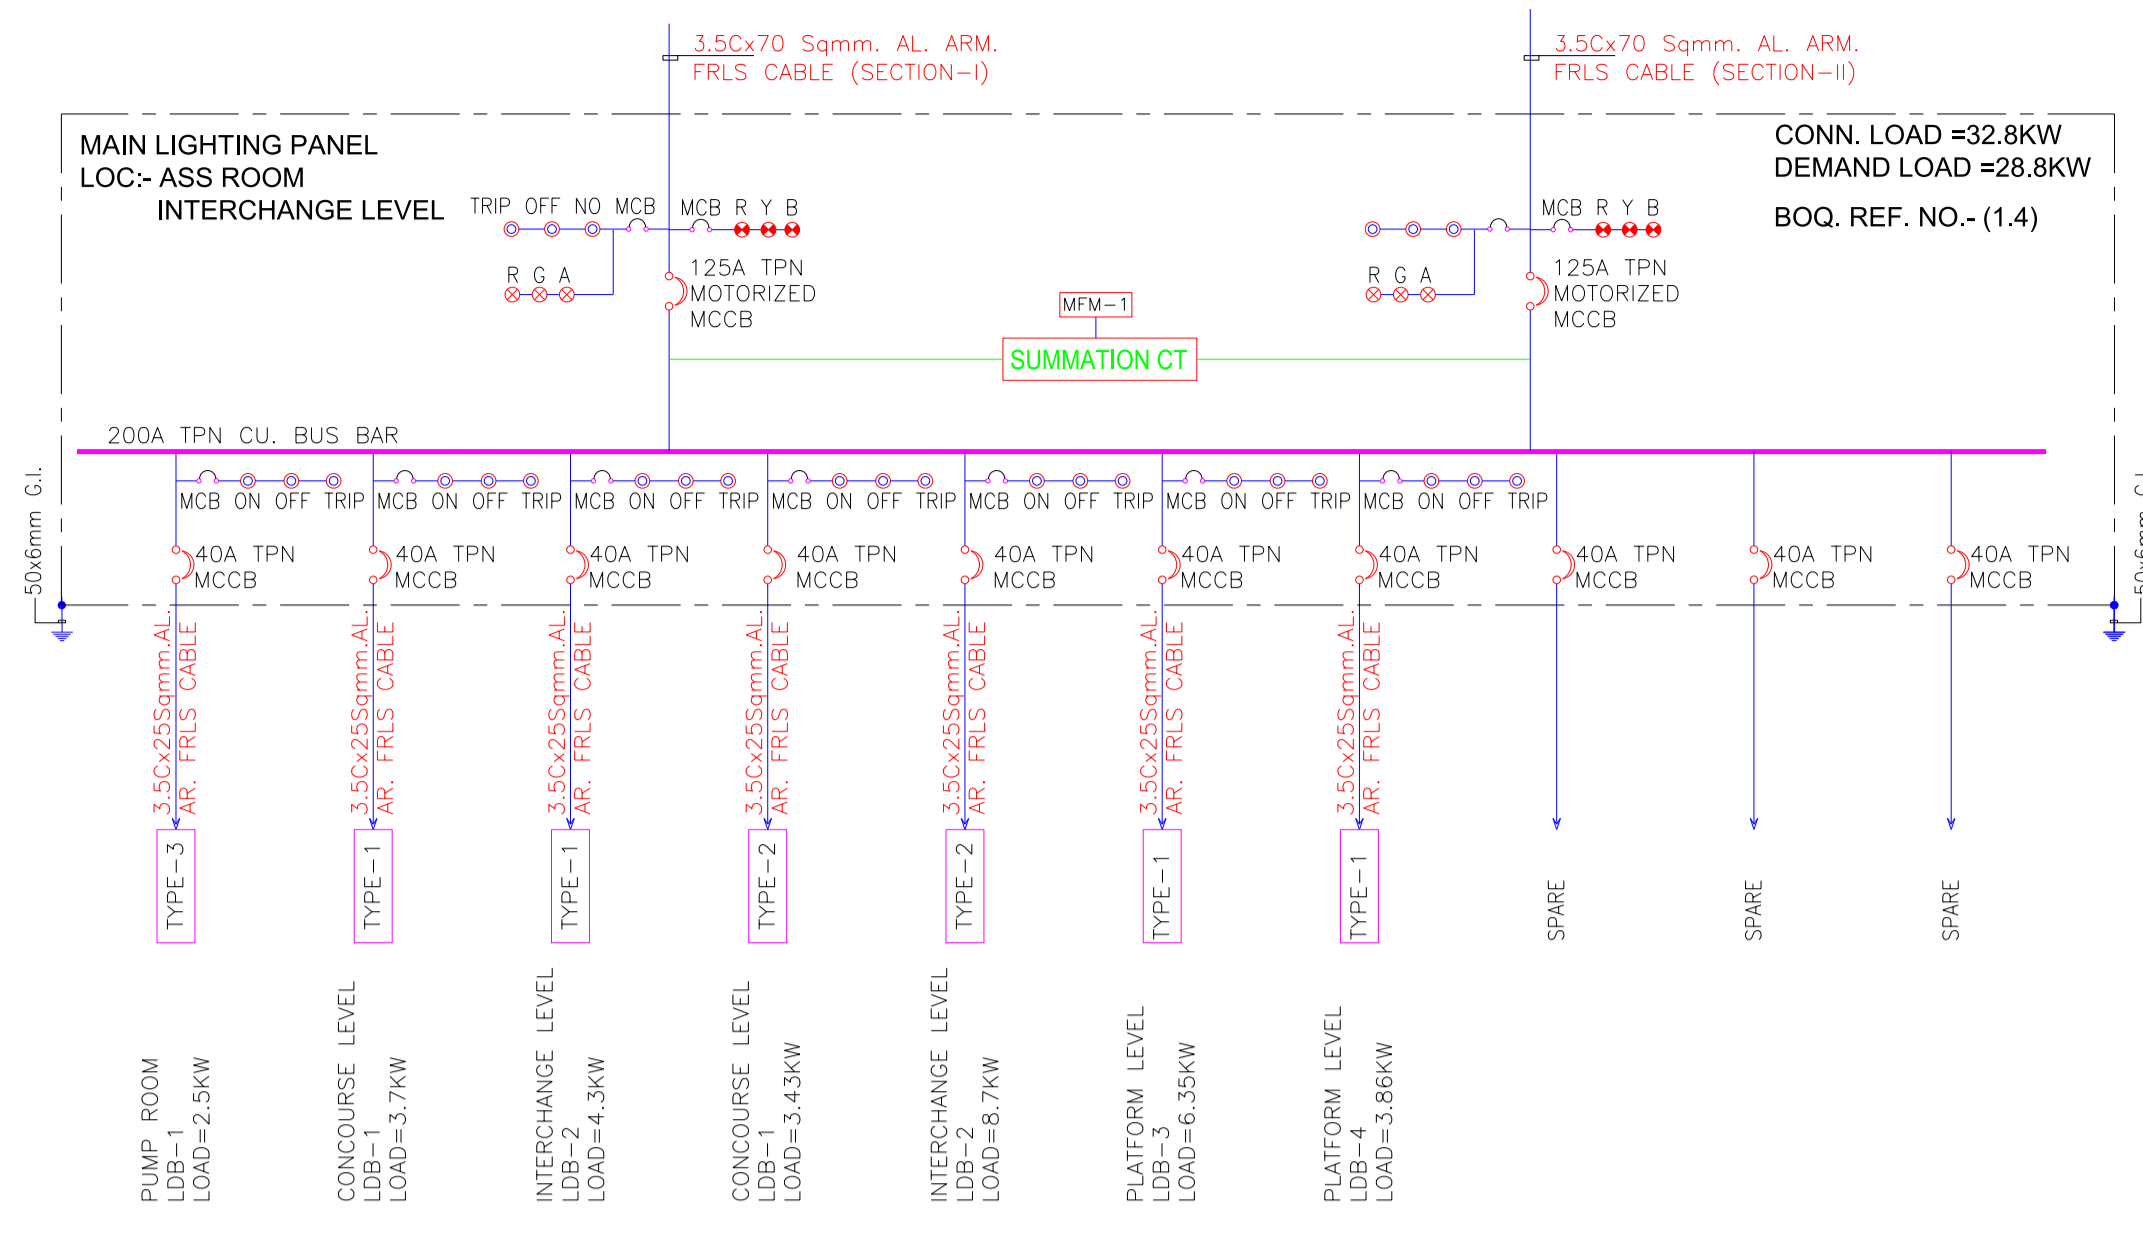 3.5Cx70 Sqmm. AL. ARM.
FRLS CABLE (SECTION-I)
3.5Cx70 Sqmm. AL. ARM.
FRLS CABLE (SECTION-II)
MAIN LIGHTING PANEL
LOC:- ASS ROOM
INTERCHANGE LEVEL
CONN. LOAD =32.8KW
DEMAND LOAD =28.8KW
BOQ. REF. NO.- (1.4)
TRIP OFF NO MCB MCB R Y B
R G A
125A TPN
MOTORIZED
MCCB
MCB R Y B
R G A
125A TPN
MOTORIZED
MCCB
MFM-1
SUMMATION CT
200A TPN CU. BUS BAR
50x6mm G.I.
50x6mm G.I.
MCB ON OFF TRIP
MCB ON OFF TRIP
MCB ON OFF TRIP
MCB ON OFF TRIP
MCB ON OFF TRIP
MCB ON OFF TRIP
MCB ON OFF TRIP
40A TPN
MCCB
40A TPN
MCCB
40A TPN
MCCB
40A TPN
MCCB
40A TPN
MCCB
40A TPN
MCCB
40A TPN
MCCB
40A TPN
MCCB
40A TPN
MCCB
40A TPN
MCCB
3.5Cx25Sqmm.AL.
AR. FRLS CABLE
3.5Cx25Sqmm.AL.
AR. FRLS CABLE
3.5Cx25Sqmm.AL.
AR. FRLS CABLE
3.5Cx25Sqmm.AL.
AR. FRLS CABLE
3.5Cx25Sqmm.AL.
AR. FRLS CABLE
3.5Cx25Sqmm.AL.
AR. FRLS CABLE
3.5Cx25Sqmm.AL.
AR. FRLS CABLE
TYPE-3
TYPE-1
TYPE-1
TYPE-2
TYPE-2
TYPE-1
TYPE-1
SPARE
SPARE
SPARE
PUMP ROOM
LDB-1
LOAD=2.5KW
CONCOURSE LEVEL
LDB-1
LOAD=3.7KW
INTERCHANGE LEVEL
LDB-2
LOAD=4.3KW
CONCOURSE LEVEL
LDB-1
LOAD=3.43KW
INTERCHANGE LEVEL
LDB-2
LOAD=8.7KW
PLATFORM LEVEL
LDB-3
LOAD=6.35KW
PLATFORM LEVEL
LDB-4
LOAD=3.86KW